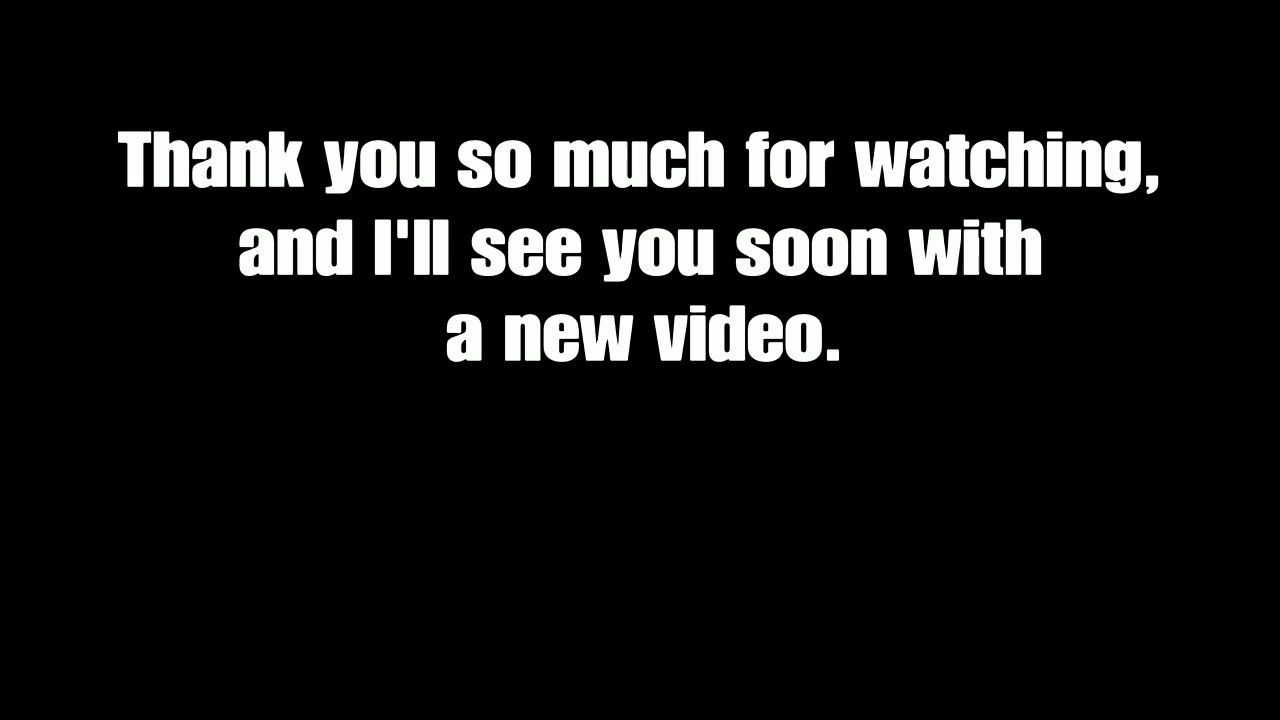 Thank you so much for watching,
and I'll see you soon with
a new video.